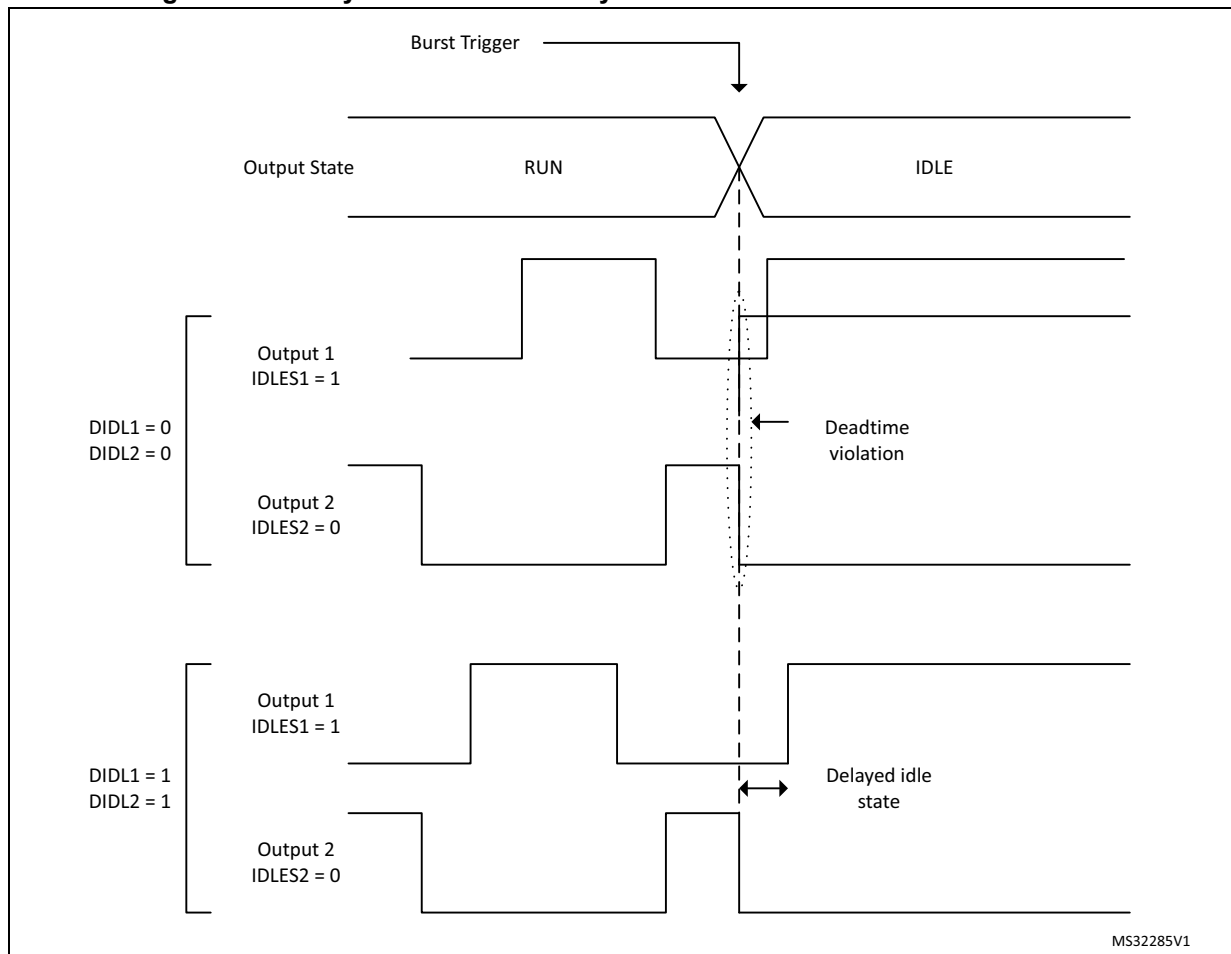 Burst Trigger
Output State
RUN
IDLE
Output 1
IDLES1 = 1
DIDL1 = 0
DIDL2 = 0
Deadtime
violation
Output 2
IDLES2 = 0
Output 1
IDLES1 = 1
DIDL1 = 1
DIDL2 = 1
Delayed idle
state
Output 2
IDLES2 = 0
MS32285V1